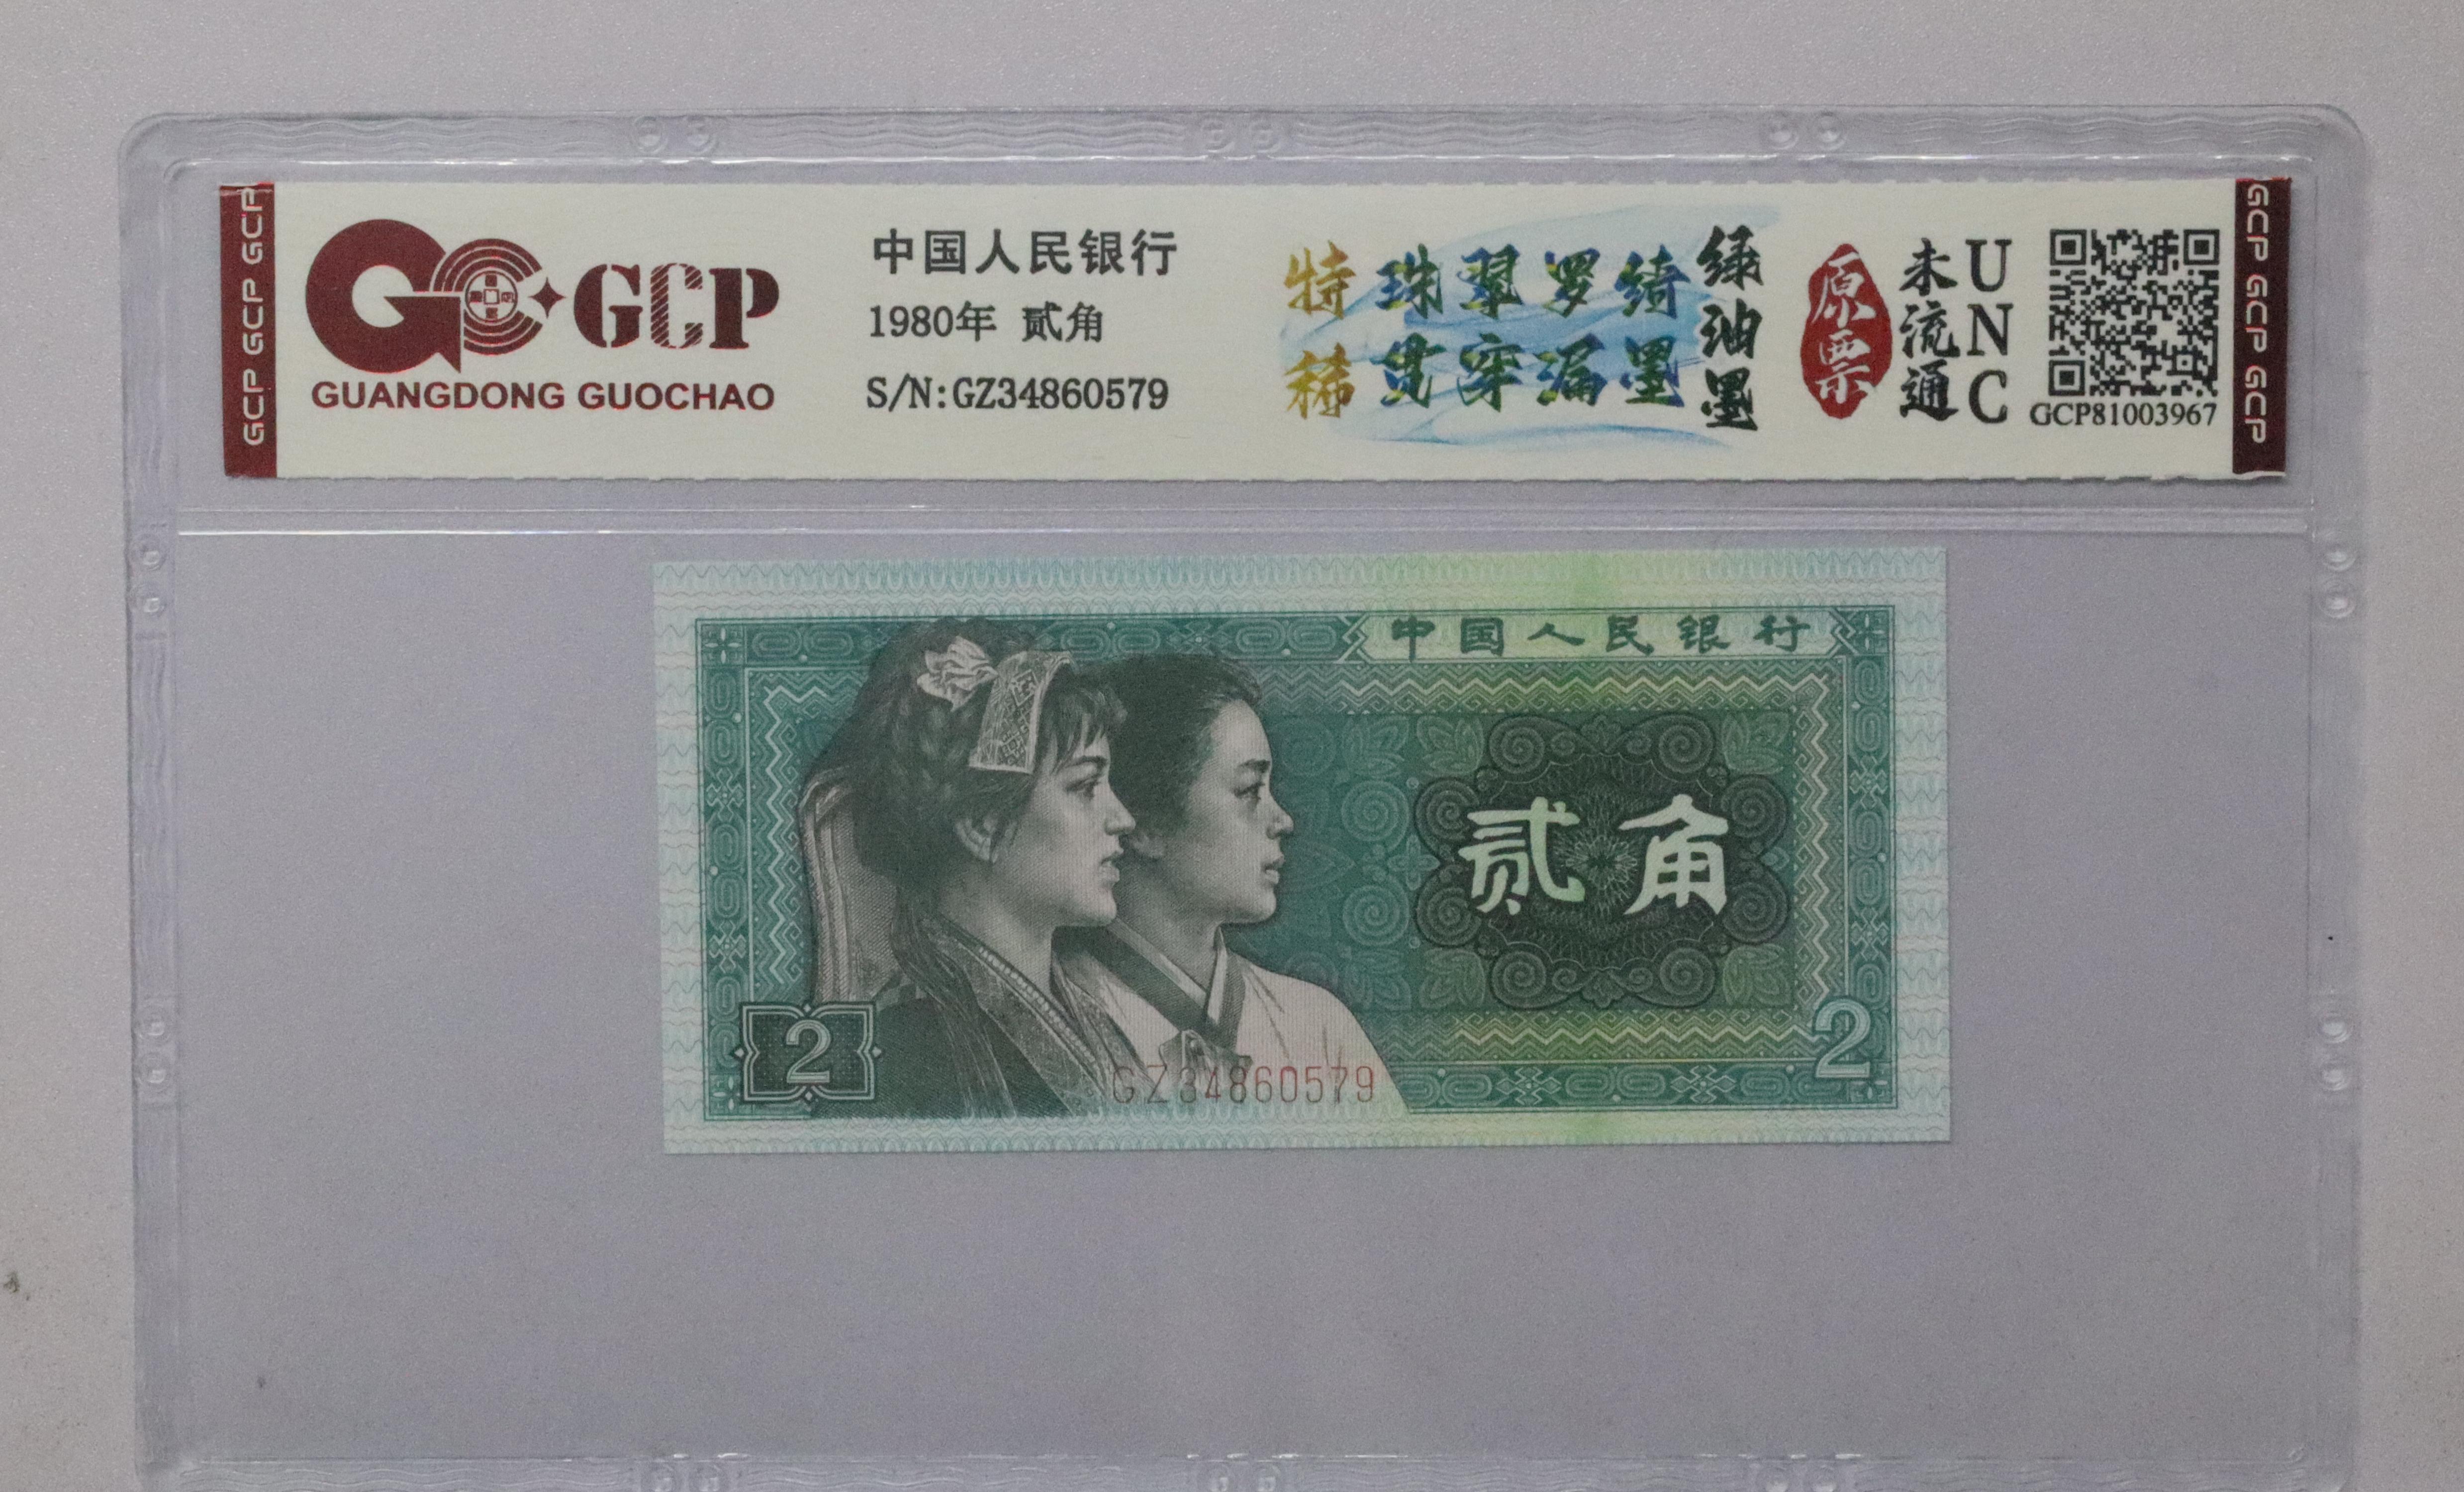 GCP GCP GCP
GCP
GUANGDONG GUOCHAO
中国人民银行
1980年 贰角
S/N:GZ34860579
特稀
珠翠罗绮
贯穿漏墨
绿油墨
原票
未流通
UNC
GCP81003967
GCP GCP GCP
中国人民银行
贰角
2
2
GZ34860579